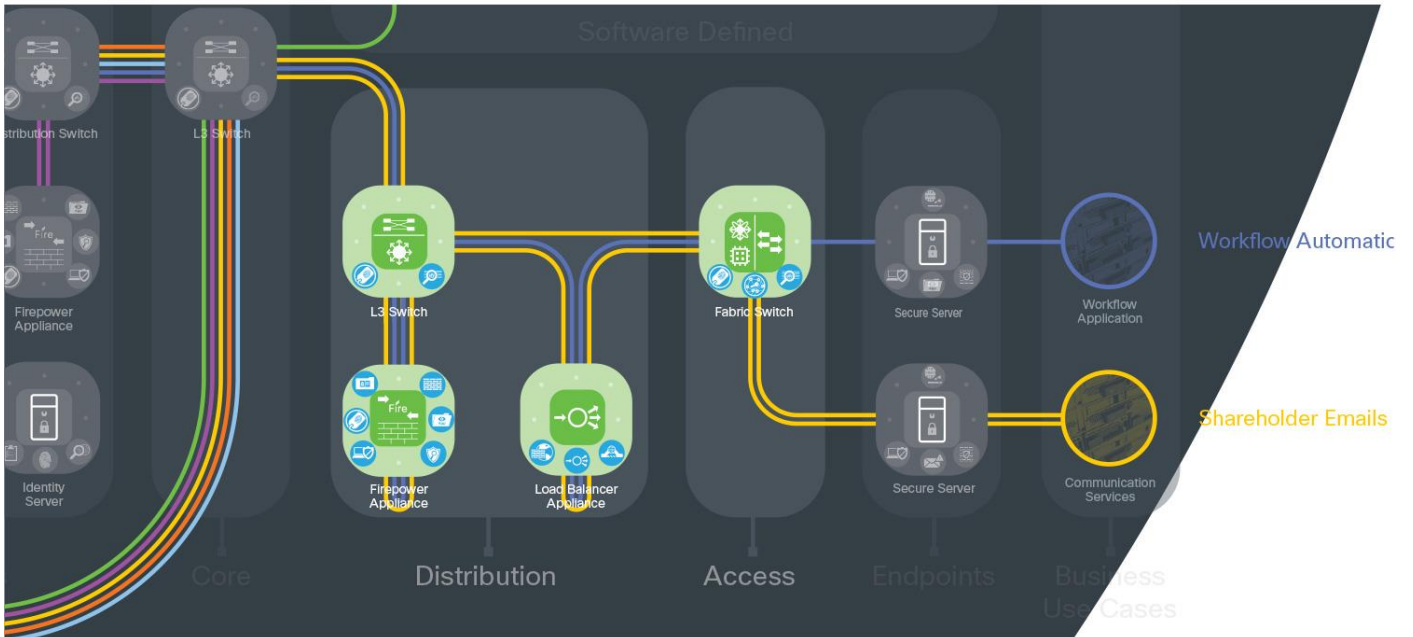 Software Defined
stribution Switch
L3 Switch
Fire
Firepower
Appliance
L3 Switch
Fabric Switch
Secure Server
Workflow
Application
Workflow Automatic
Fire
Identity
Server
Firepower
Appliance
Load Balancer
Appliance
Secure Server
Communication
Services
Shareholder Emails
Core
Distribution
Access
Endpoints
Business
Use Cases